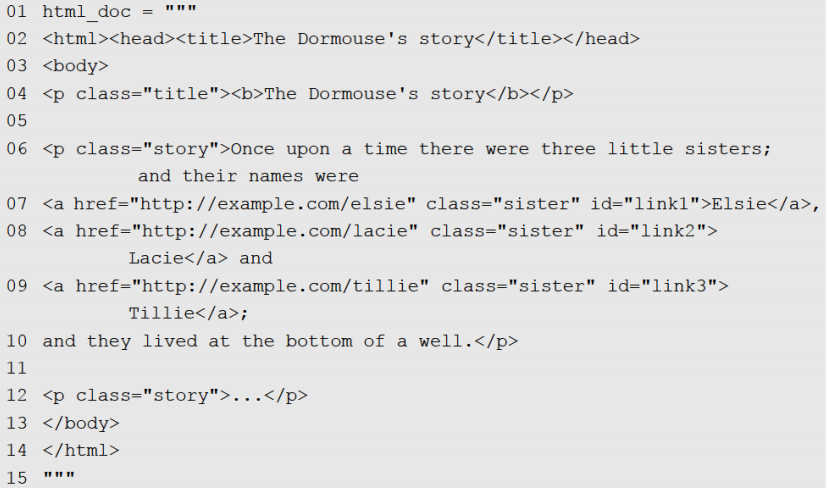 01 html_doc = """
02 <html><head><title>The Dormouse's story</title></head>
03 <body>
04 <p class="title"><b>The Dormouse's story</b></p>
05
06 <p class="story">Once upon a time there were three little sisters;
and their names were
07 <a href="http://example.com/elsie" class="sister" id="link1">Elsie</a>,
08 <a href="http://example.com/lacie" class="sister" id="link2">
Lacie</a> and
09 <a href="http://example.com/tillie" class="sister" id="link3">
Tillie</a>;
10 and they lived at the bottom of a well.</p>
11
12 <p class="story">...</p>
13 </body>
14 </html>
15 """